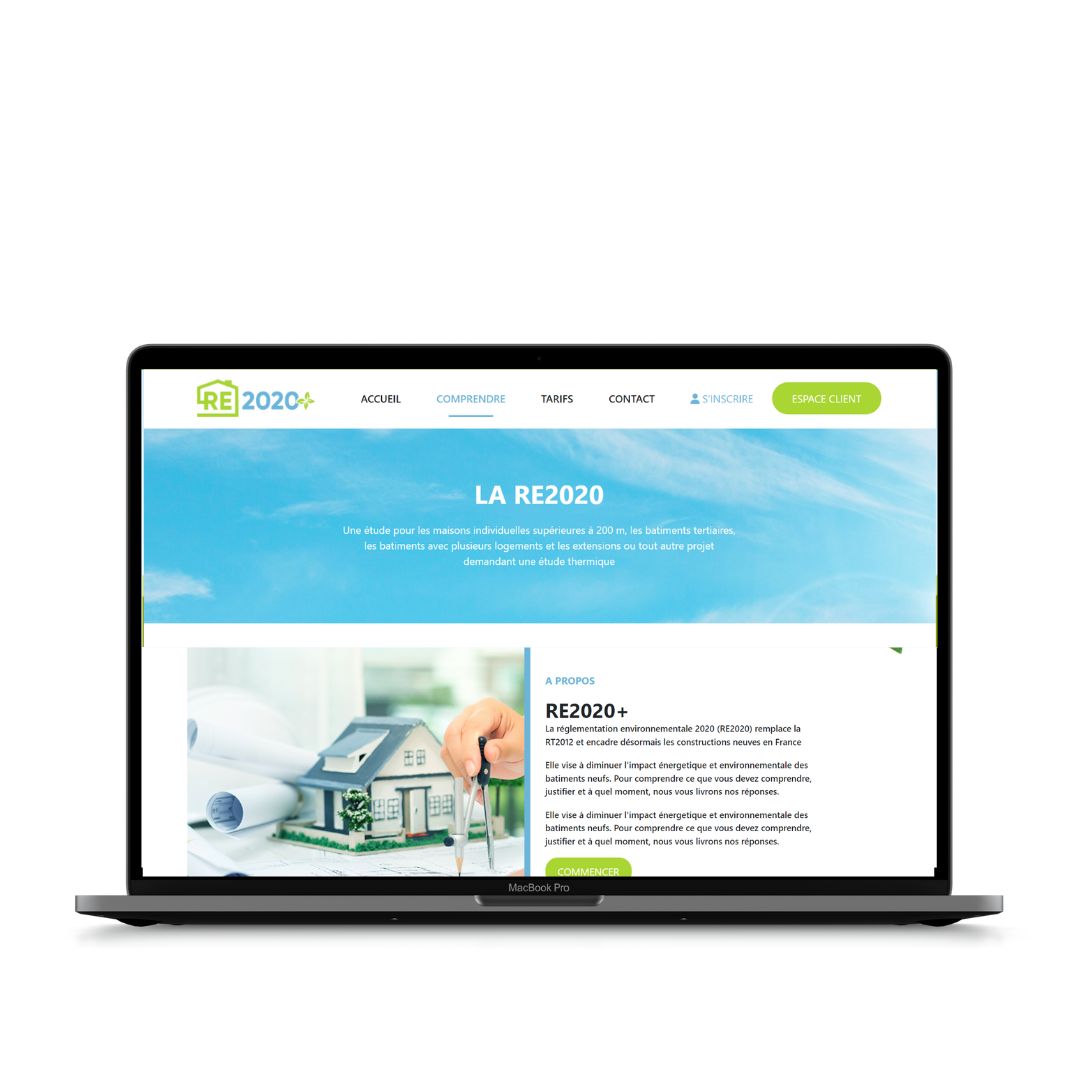 RE 2020+
ACCUEIL
COMPRENDRE
TARIFS
CONTACT
S'INSCRIRE
ESPACE CLIENT
LA RE2020
Une étude pour les maisons individuelles supérieures à 200 m, les batiments tertiaires,
les batiments avec plusieurs logements et les extensions ou tout autre projet
demandant une étude thermique
A PROPOS
RE2020+
La réglementation environnementale 2020 (RE2020) remplace la
RT2012 et encadre désormais les constructions neuves en France
Elle vise à diminuer l'impact énergetique et environnementale des
batiments neufs. Pour comprendre ce que vous devez comprendre,
justifier et à quel moment, nous vous livrons nos réponses.
Elle vise à diminuer l'impact énergetique et environnementale des
batiments neufs. Pour comprendre ce que vous devez comprendre,
justifier et à quel moment, nous vous livrons nos réponses.
COMMENCER
MacBook Pro